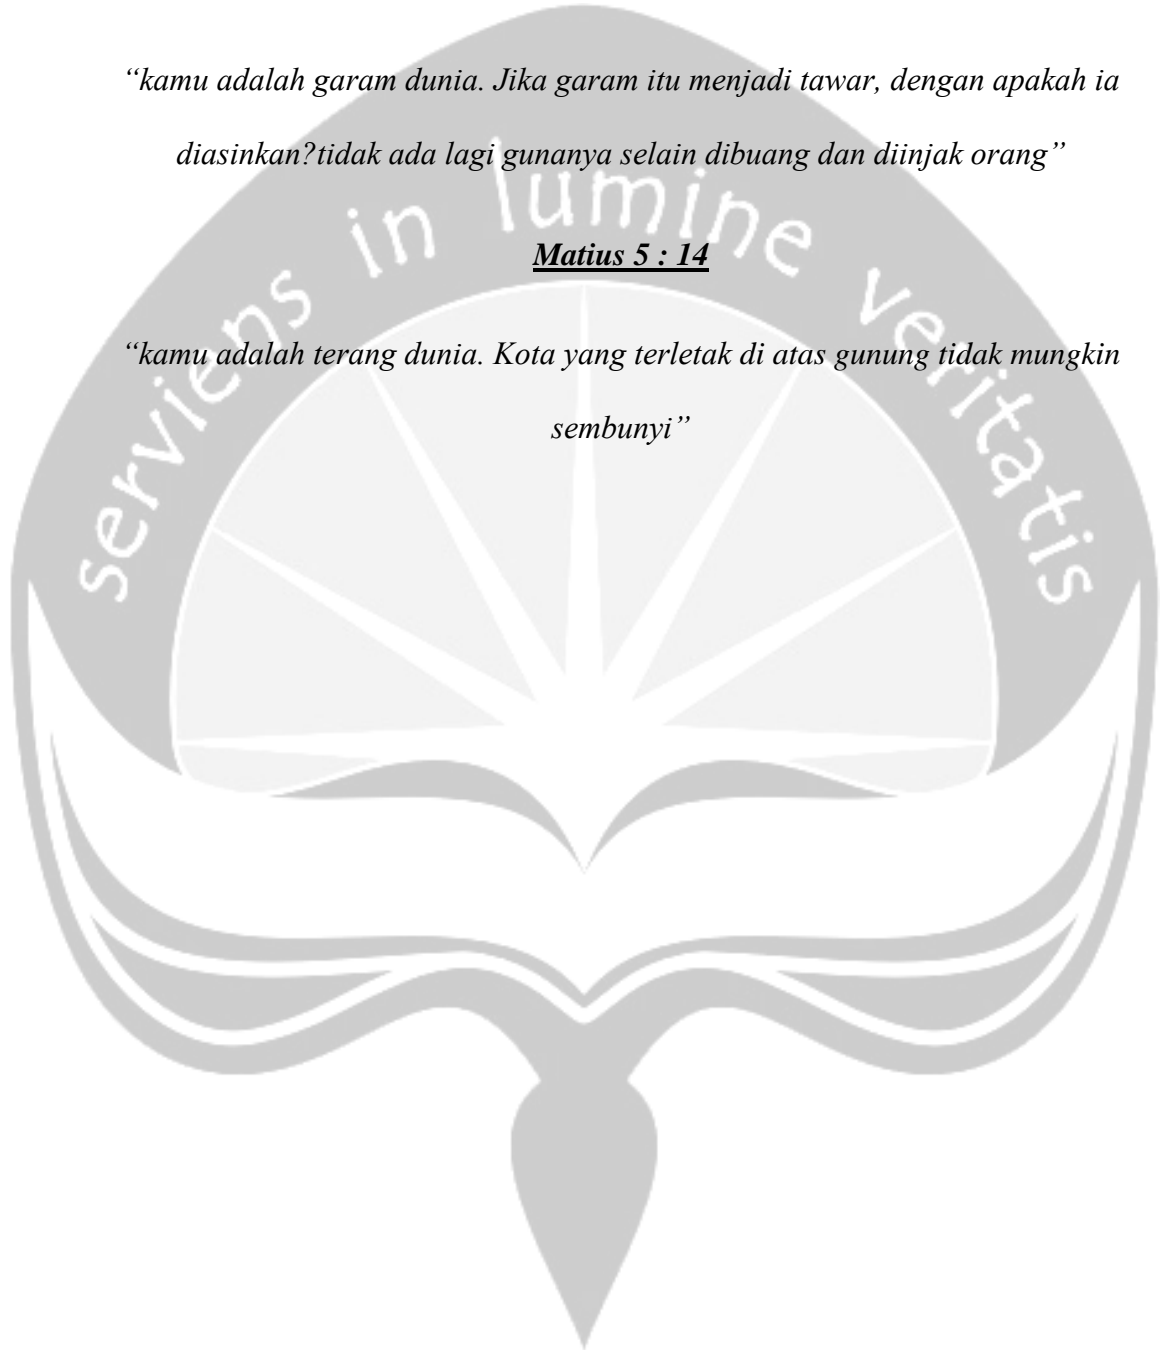 “kamu adalah garam dunia. Jika garam itu menjadi tawar, dengan apakah ia
diasinkan?tidak ada lagi gunanya selain dibuang dan diinjak orang”
serviens in lumine veritatis
Matius 5 : 14
“kamu adalah terang dunia. Kota yang terletak di atas gunung tidak mungkin
sembunyi”